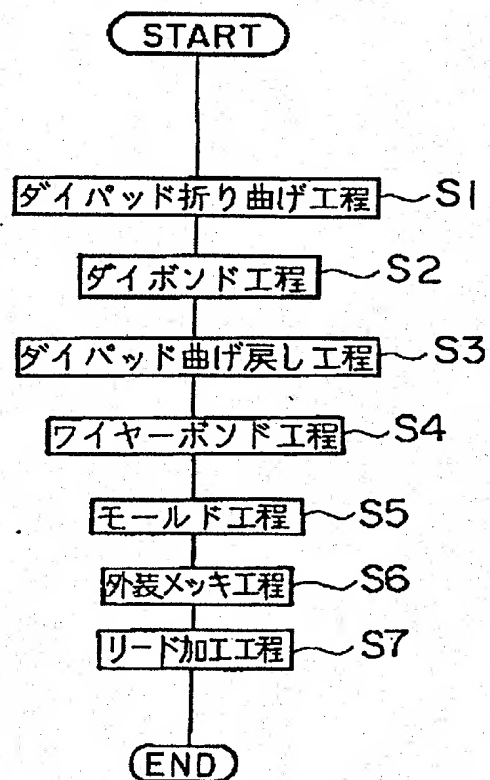 START
ダイパッド折り曲げ工程 S1
ダイボンド工程 S2
ダイパッド曲げ戻し工程 S3
ワイヤーボンド工程 S4
モールド工程 S5
外装メッキ工程 S6
リード加工工程 S7
END